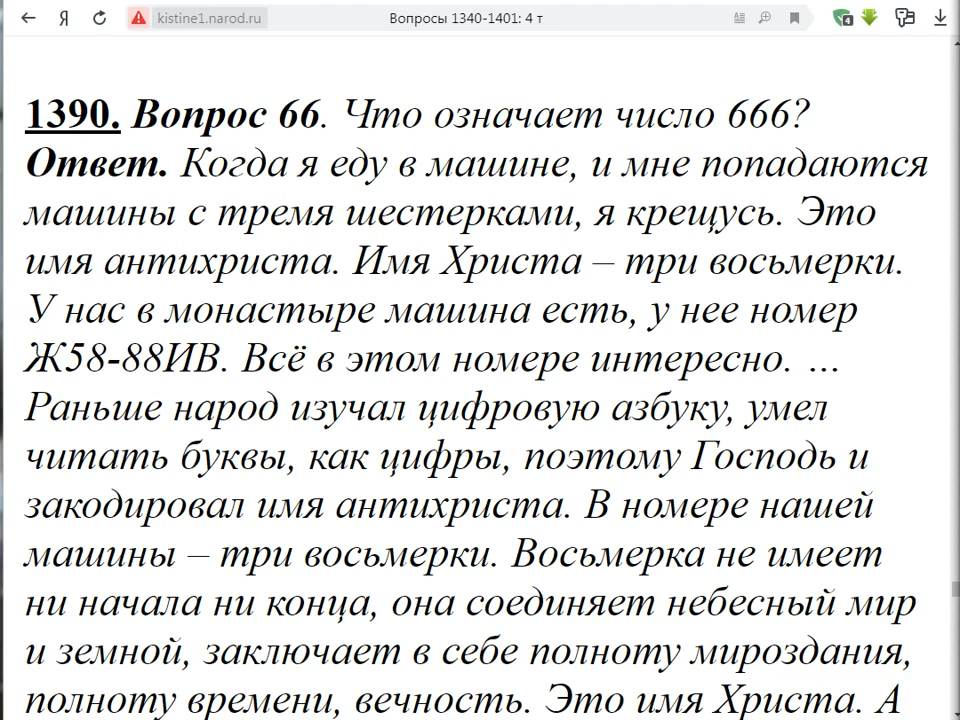 kistine1.narod.ru
Вопросы 1340-1401: 4 т
4
1390. Вопрос 66. Что означает число 666?
Ответ. Когда я еду в машине, и мне попадаются
машины с тремя шестерками, я крещусь. Это
имя антихриста. Имя Христа – три восьмерки.
У нас в монастыре машина есть, у нее номер
Ж58-88ИВ. Всё в этом номере интересно. …
Раньше народ изучал цифровую азбуку, умел
читать буквы, как цифры, поэтому Господь и
закодировал имя антихриста. В номере нашей
машины – три восьмерки. Восьмерка не имеет
ни начала ни конца, она соединяет небесный мир
и земной, заключает в себе полноту мироздания,
полноту времени, вечность. Это имя Христа. А